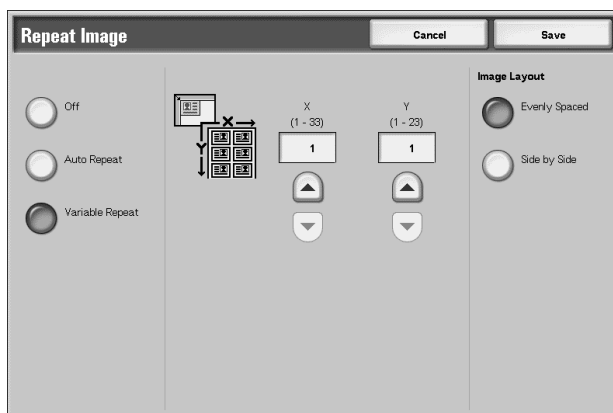 Repeat Image
Cancel
Save
Off
Auto Repeat
Variable Repeat
X
Y
X
(1 - 33)
1
Y
(1 - 23)
1
Image Layout
Evenly Spaced
Side by Side